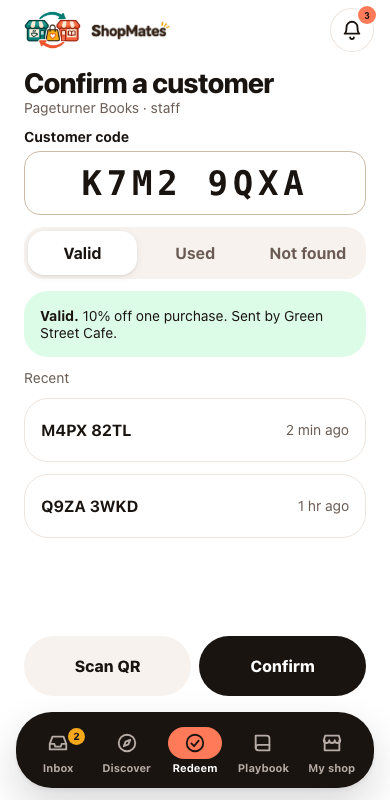 ShopMates
3
Confirm a customer
Pageturner Books · staff
Customer code
K7M2 9QXA
Valid
Used
Not found
Valid. 10% off one purchase. Sent by Green
Street Cafe.
Recent
M4PX 82TL
2 min ago
Q9ZA 3WKD
1 hr ago
Scan QR
Confirm
2
Inbox
Discover
Redeem
Playbook
My shop